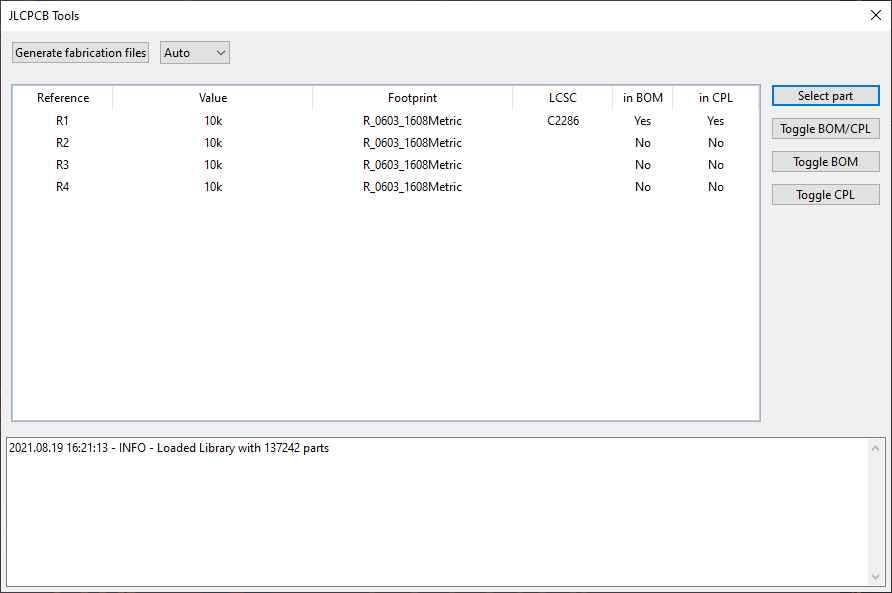 JLCPCB Tools
Generate fabrication files Auto
Reference Value Footprint LCSC in BOM in CPL
R1 10k R_0603_1608Metric C2286 Yes Yes
R2 10k R_0603_1608Metric No No
R3 10k R_0603_1608Metric No No
R4 10k R_0603_1608Metric No No
Select part
Toggle BOM/CPL
Toggle BOM
Toggle CPL
2021.08.19 16:21:13 - INFO - Loaded Library with 137242 parts